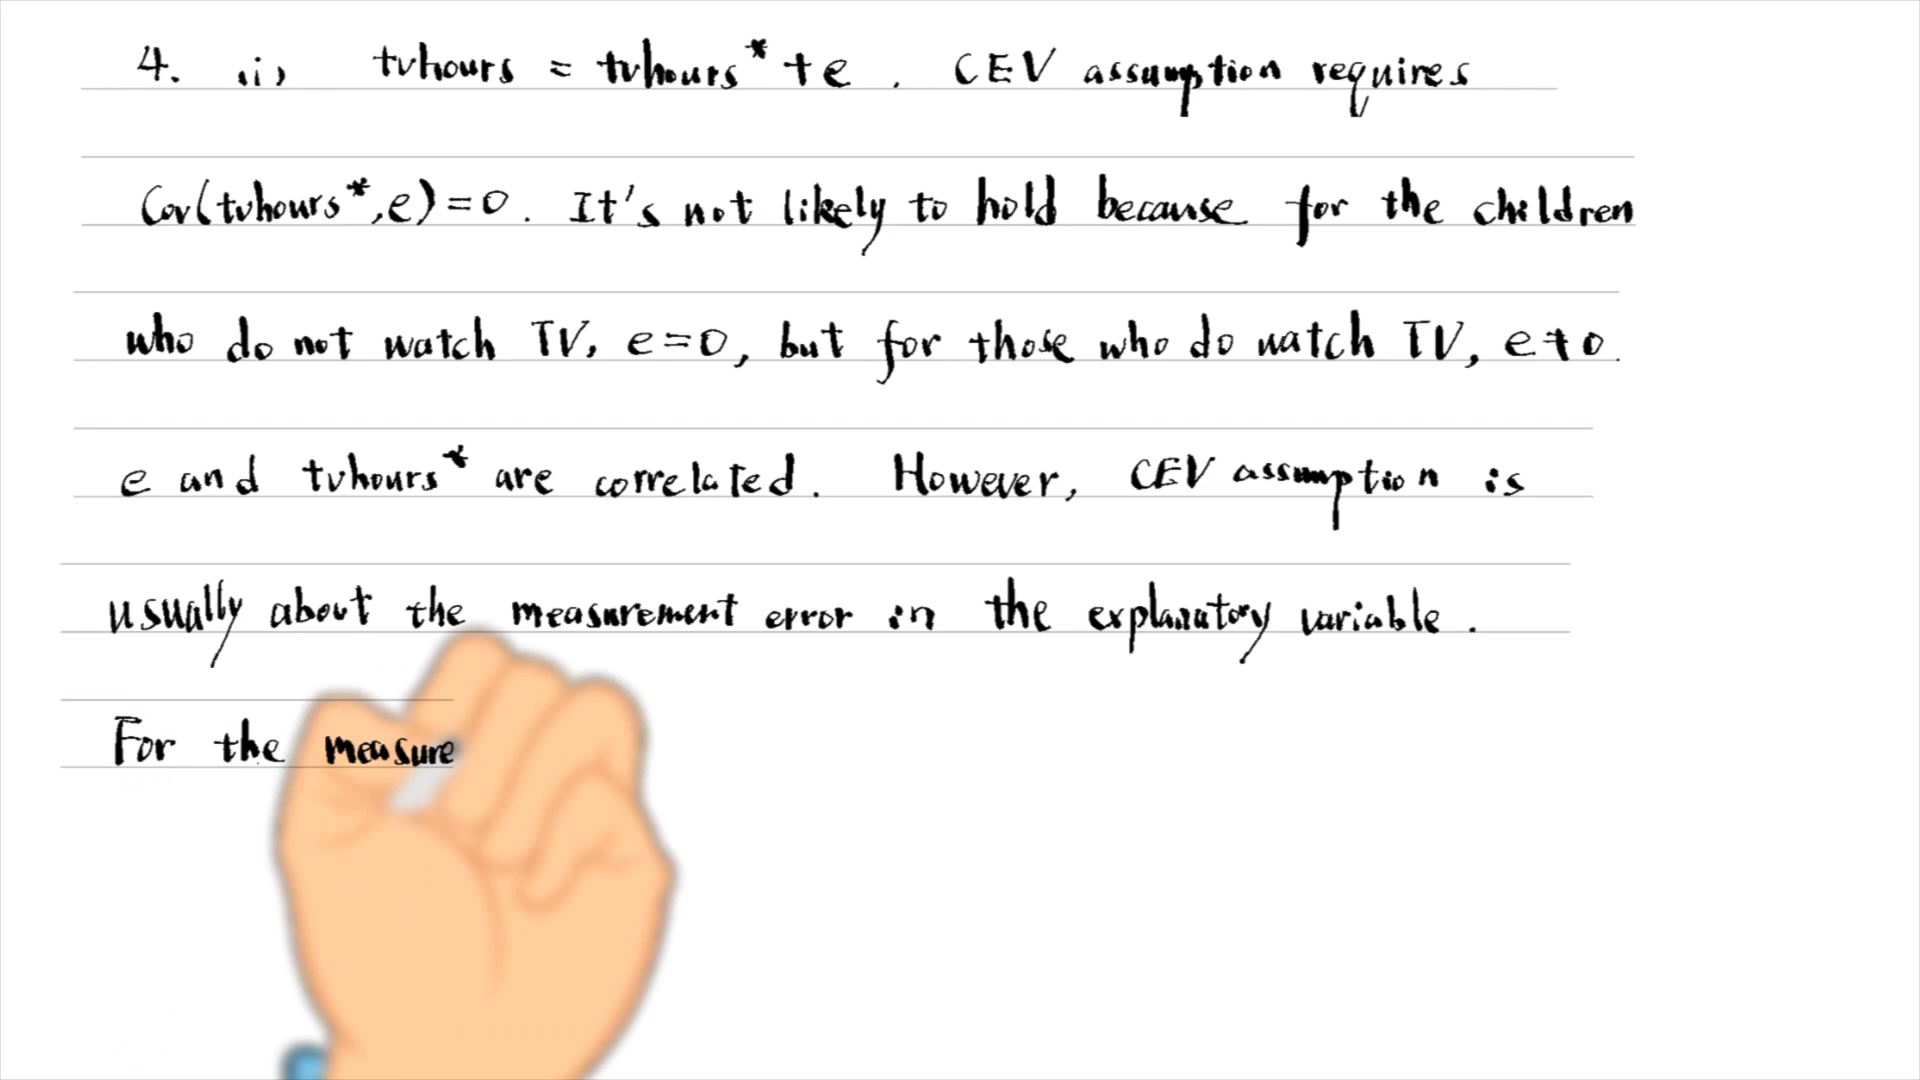 4. (i) tvhours = tvhours* + e. CEV assumption requires
Cov(tvhours*, e) = 0. It's not likely to hold because for the children
who do not watch TV, e=0, but for those who do watch TV, e≠0.
e and tvhours* are correlated. However, CEV assumption is
usually about the measurement error in the explanatory variable.
For the measure